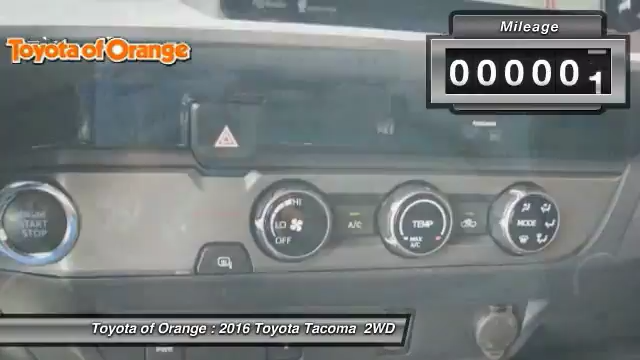 Mileage
Toyota of Orange
000001
HI
LO
OFF
A/C
TEMP
MAX
A/C
MODE
START
STOP
Toyota of Orange : 2016 Toyota Tacoma 2WD
PWR